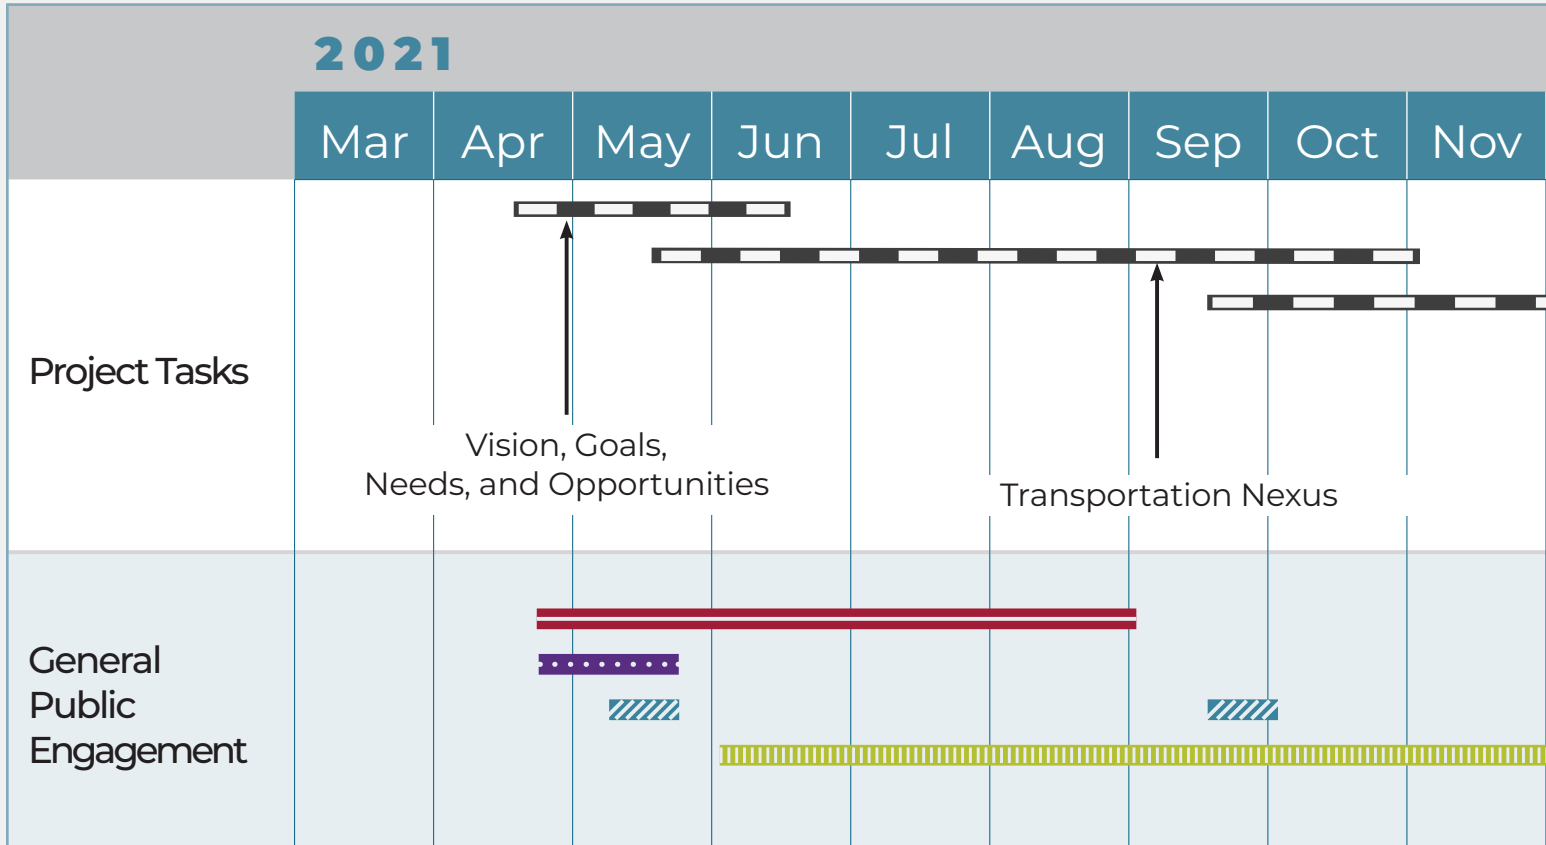 2021
Mar Apr May Jun Jul Aug Sep Oct Nov
Project Tasks
Vision, Goals,
Needs, and Opportunities
Transportation Nexus
General
Public
Engagement